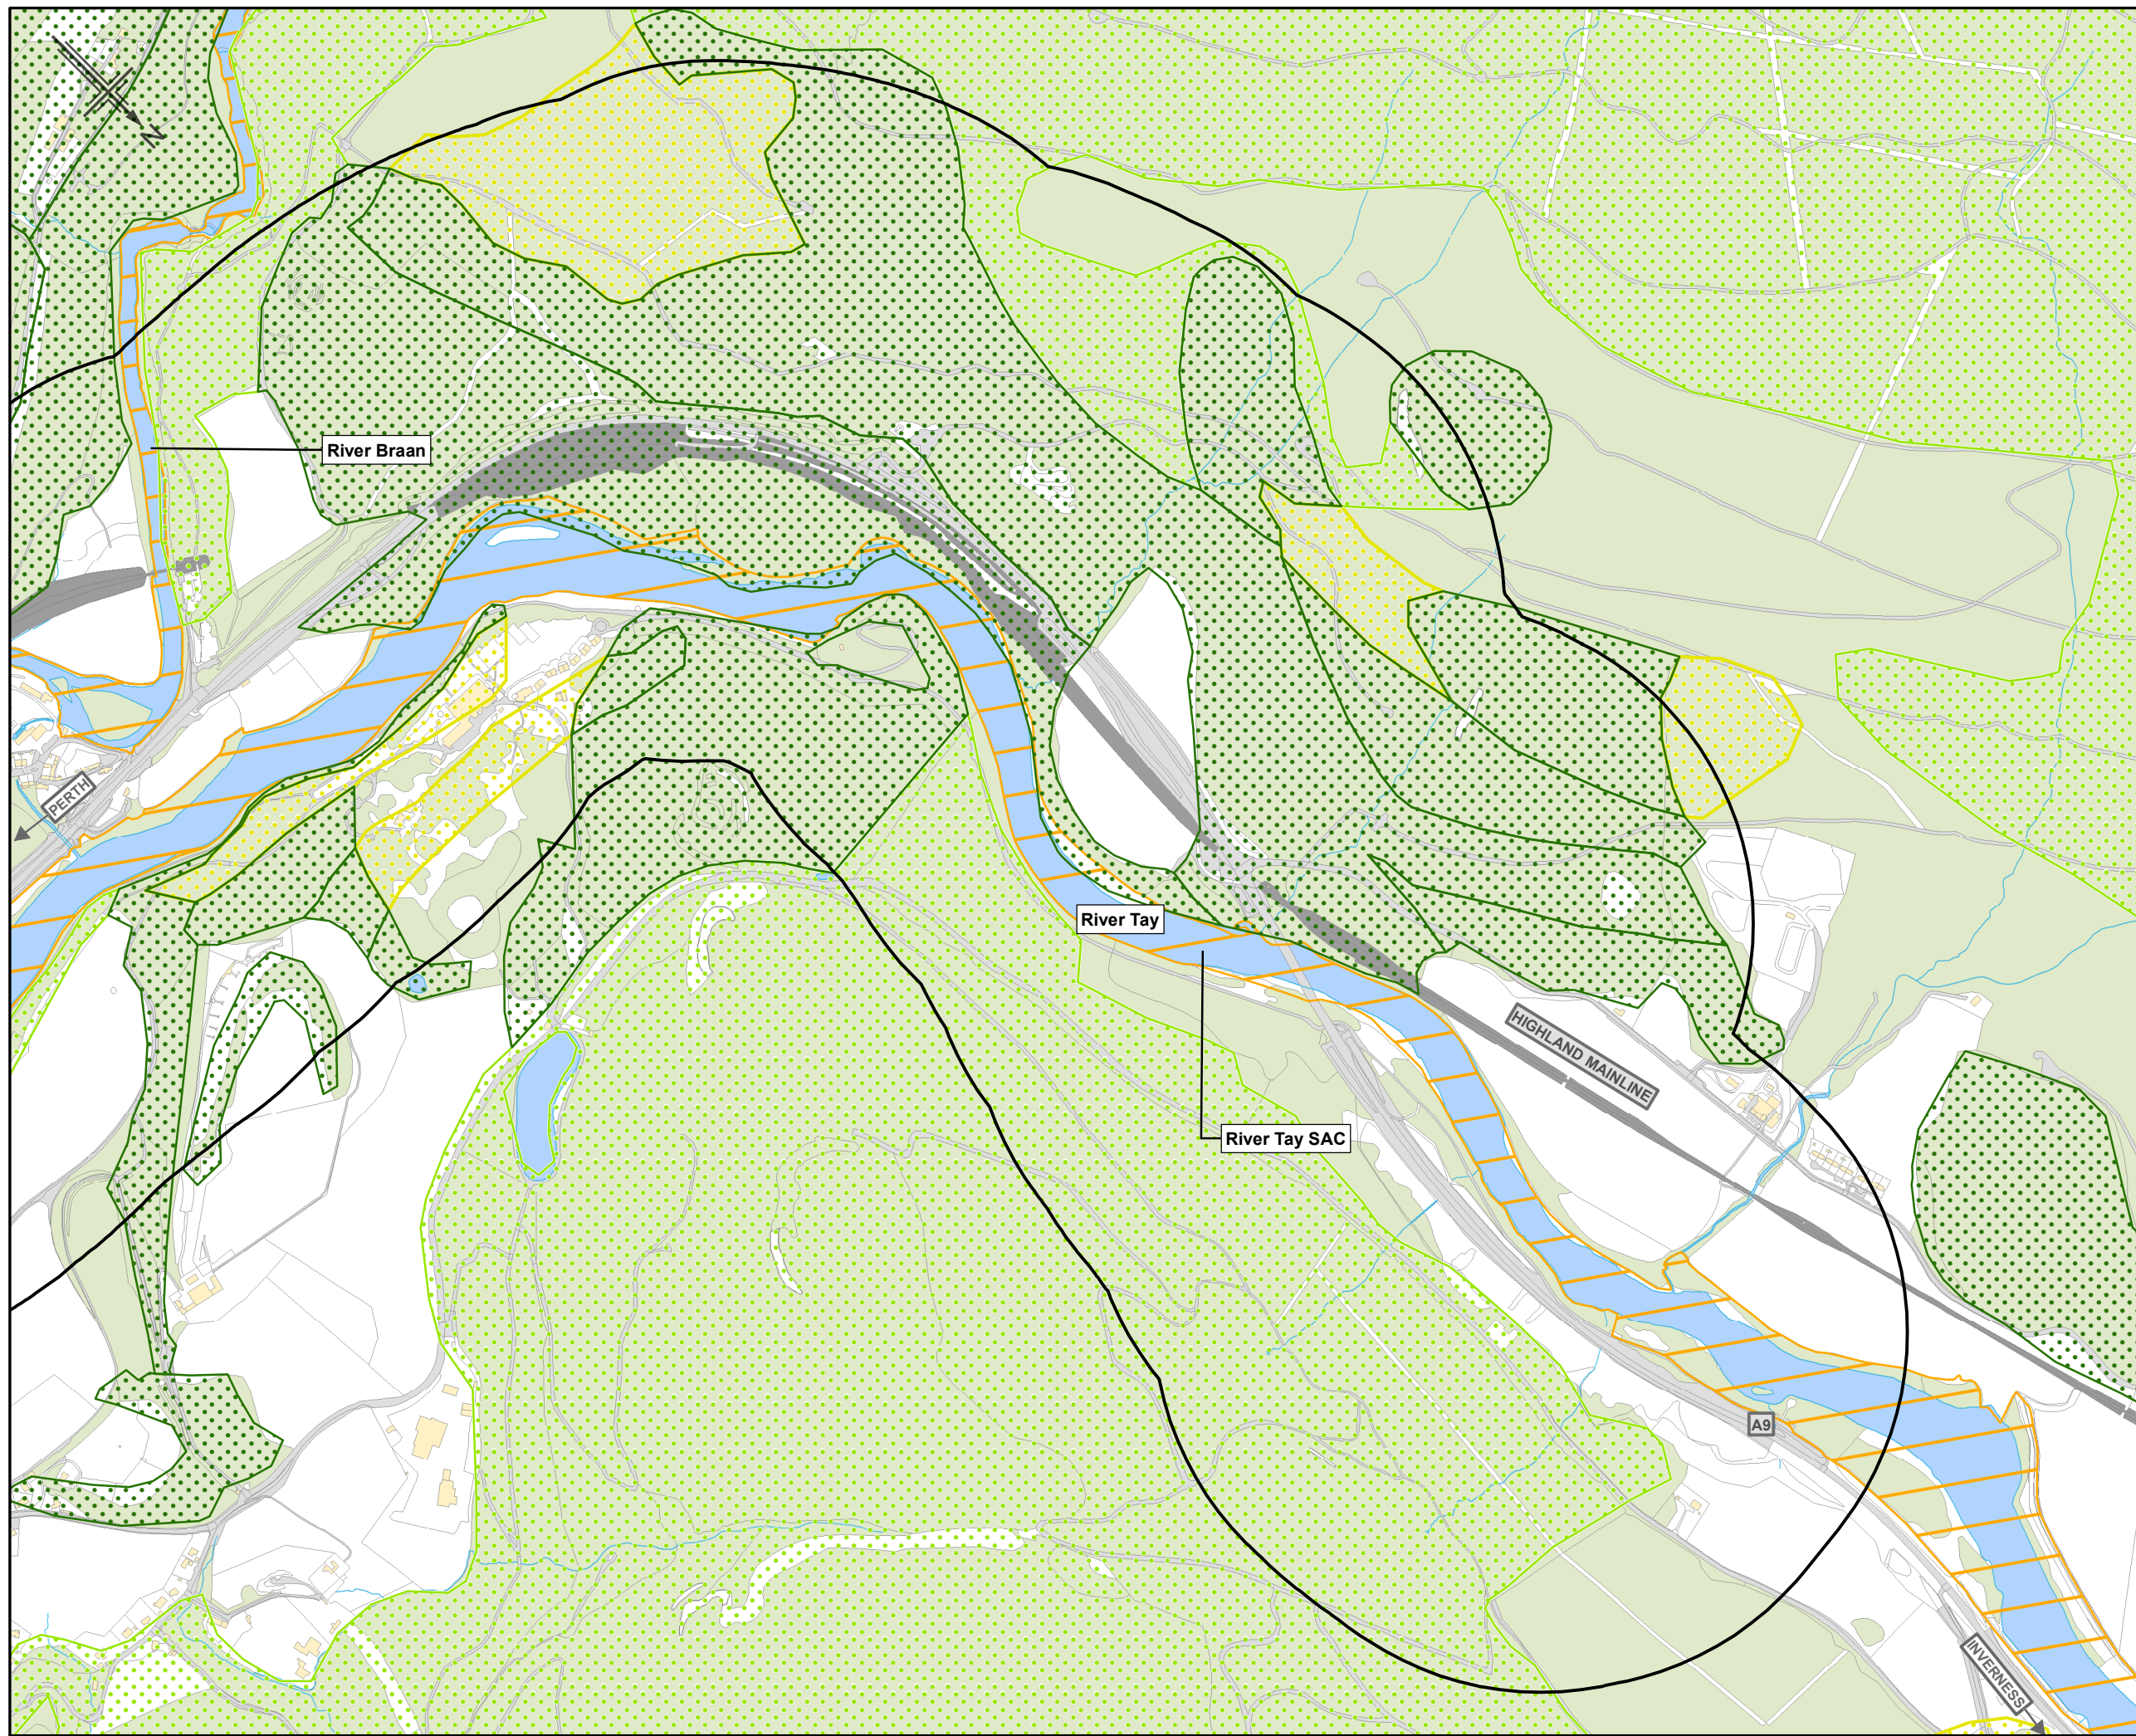 N
River Braan
PERTH
River Tay
HIGHLAND MAINLINE
River Tay SAC
A9
INVERNESS